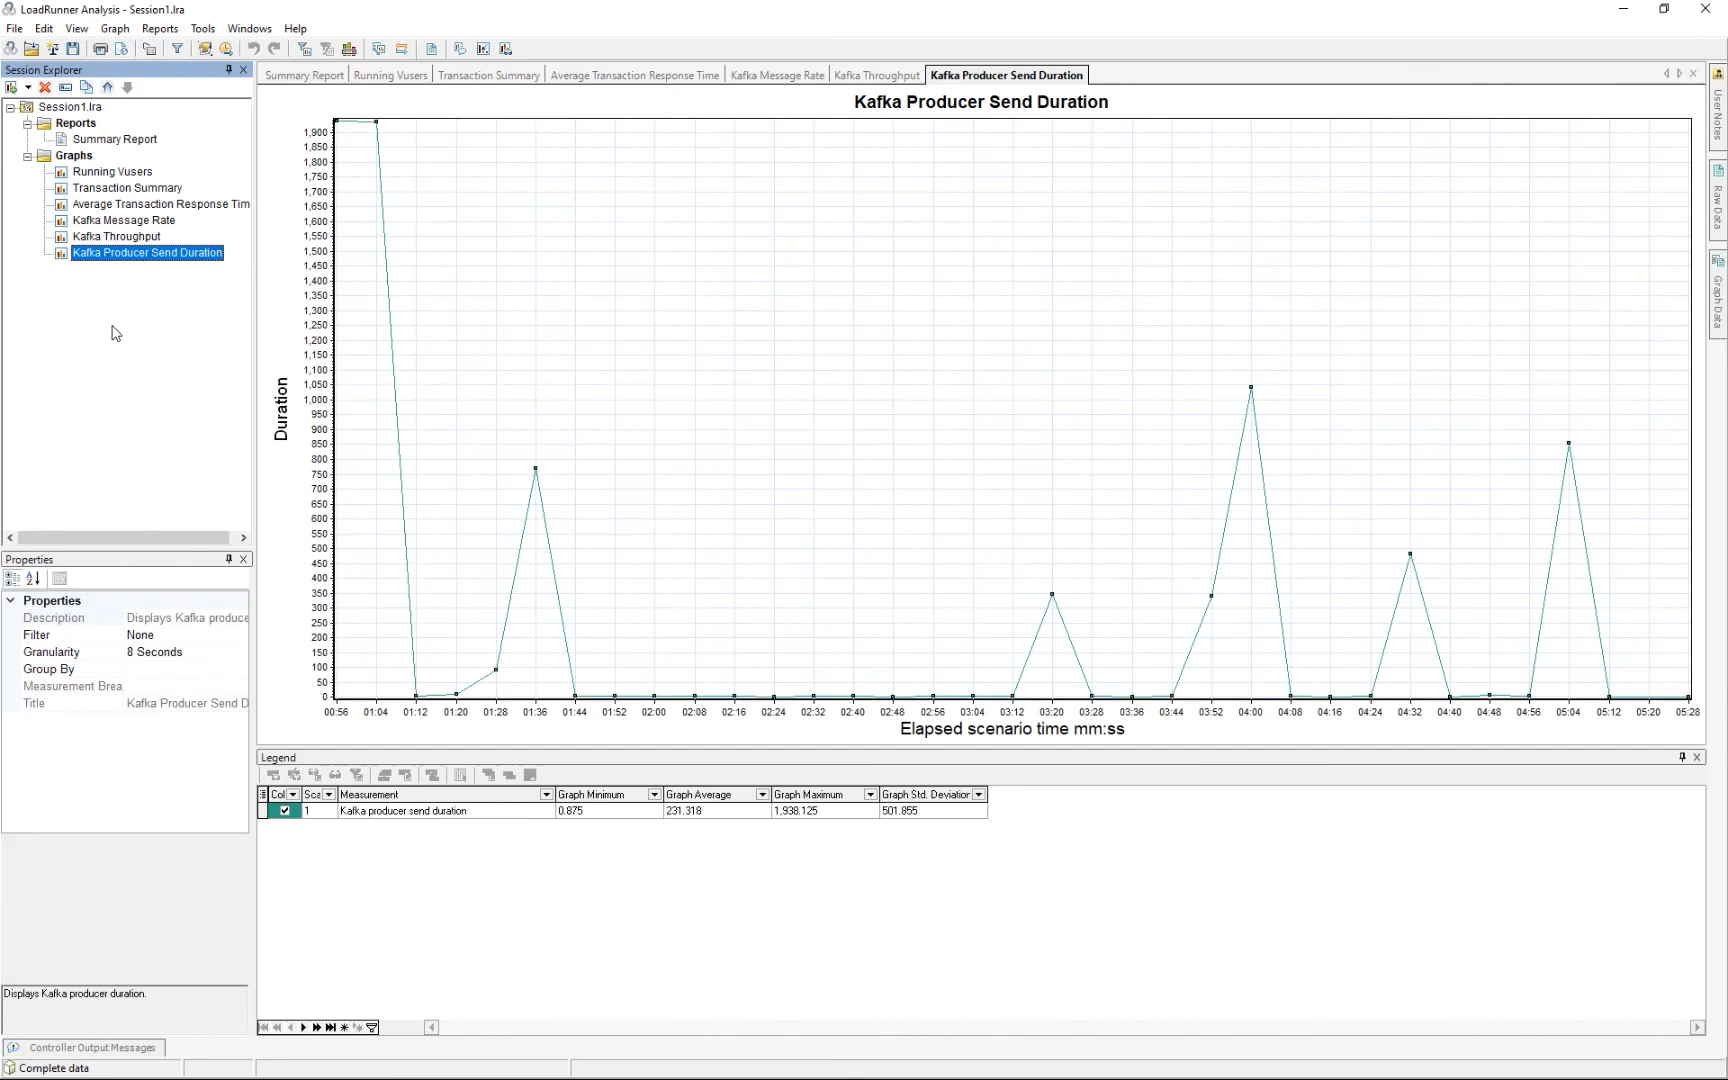 LoadRunner Analysis - Session1.lra
File Edit View Graph Reports Tools Windows Help
Session Explorer
Session1.lra
Reports
Summary Report
Graphs
Running Vusers
Transaction Summary
Average Transaction Response Tim
Kafka Message Rate
Kafka Throughput
Kafka Producer Send Duration
Properties
Properties
Description Displays Kafka produce
Filter None
Granularity 8 Seconds
Group By
Measurement Brea
Title Kafka Producer Send D
Displays Kafka producer duration.
Controller Output Messages
Complete data
Summary Report Running Vusers Transaction Summary Average Transaction Response Time Kafka Message Rate Kafka Throughput Kafka Producer Send Duration
Kafka Producer Send Duration
Duration
1,900
1,850
1,800
1,750
1,700
1,650
1,600
1,550
1,500
1,450
1,400
1,350
1,300
1,250
1,200
1,150
1,100
1,050
1,000
950
900
850
800
750
700
650
600
550
500
450
400
350
300
250
200
150
100
50
0
00:56 01:04 01:12 01:20 01:28 01:36 01:44 01:52 02:00 02:08 02:16 02:24 02:32 02:40 02:48 02:56 03:04 03:12 03:20 03:28 03:36 03:44 03:52 04:00 04:08 04:16 04:24 04:32 04:40 04:48 04:56 05:04 05:12 05:20 05:28
Elapsed scenario time mm:ss
Legend
Col Sca Measurement Graph Minimum Graph Average Graph Maximum Graph Std. Deviation
1 Kafka producer send duration 0.875 231.318 1,938.125 501.855
User Notes
Raw Data
Graph Data